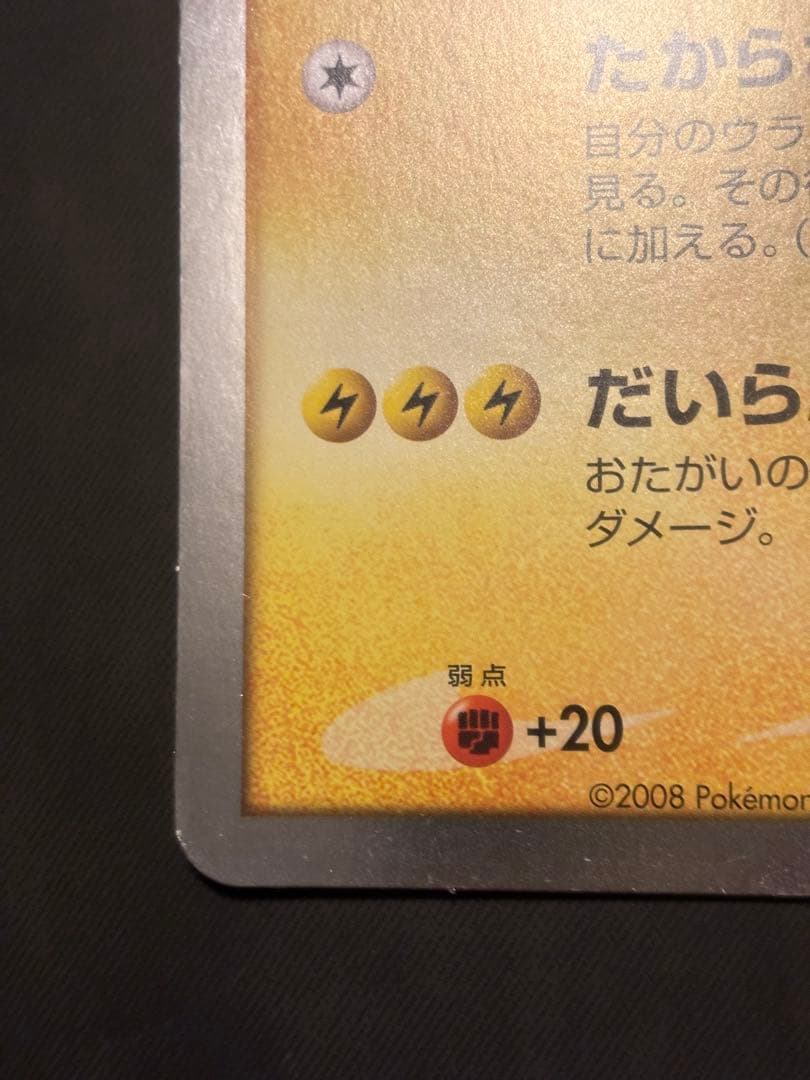 たから
自分のウラ
見る。その
に加える。(
だいら
おたがいの
ダメージ。
弱点
+20
©2008 Pokémon